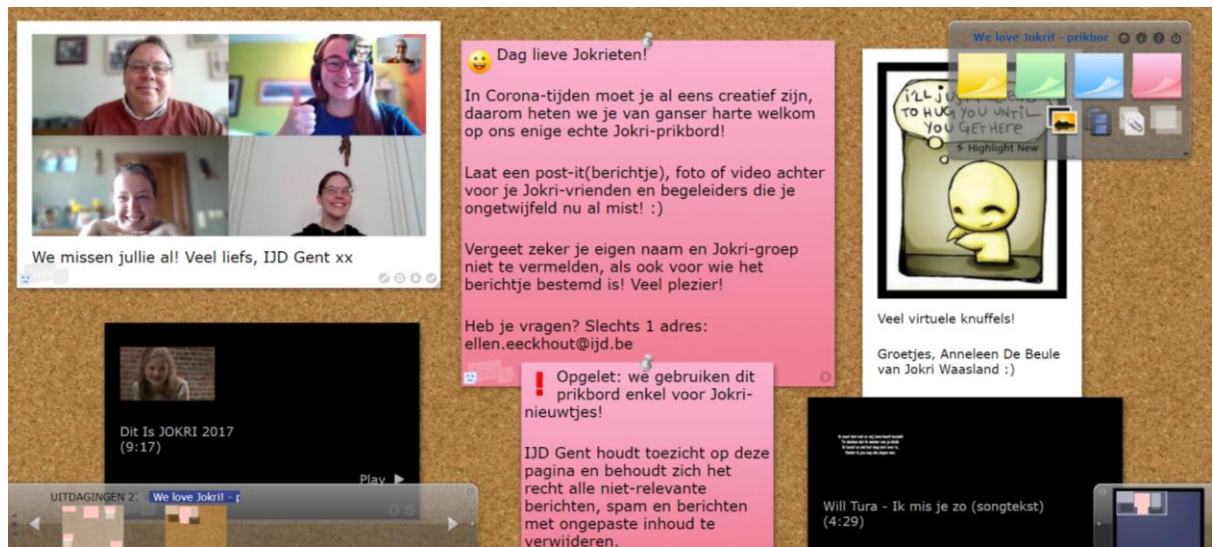 We missen jullie al! Veel liefs, IJD Gent xx
Dag lieve Jokrieten!
In Corona-tijden moet je al eens creatief zijn,
daarom heten we je van ganser harte welkom
op ons enige echte Jokri-prikbord!
Laat een post-it(berichtje), foto of video achter
voor je Jokri-vrienden en begeleiders die je
ongetwijfeld nu al mist! :)
Vergeet zeker je eigen naam en Jokri-groep
niet te vermelden, als ook voor wie het
berichtje bestemd is! Veel plezier!
Heb je vragen? Slechts 1 adres:
ellen.eeckhout@ijd.be
Opgelet: we gebruiken dit
prikbord enkel voor Jokri-
nieuwtjes!
IJD Gent houdt toezicht op deze
pagina en behoudt zich het
recht alle niet-relevante
berichten, spam en berichten
met ongepaste inhoud te
verwijderen.
We love Jokri! - prikbor
I'LL JUST
TO HUG YOU UNTIL
YOU GET HERE
Highlight New
Veel virtuele knuffels!
Groetjes, Anneleen De Beule
van Jokri Waasland :)
Dit Is JOKRI 2017
(9:17)
Play
UITDAGINGEN 2
We love Jokri! - p
Will Tura - Ik mis je zo (songtekst)
(4:29)